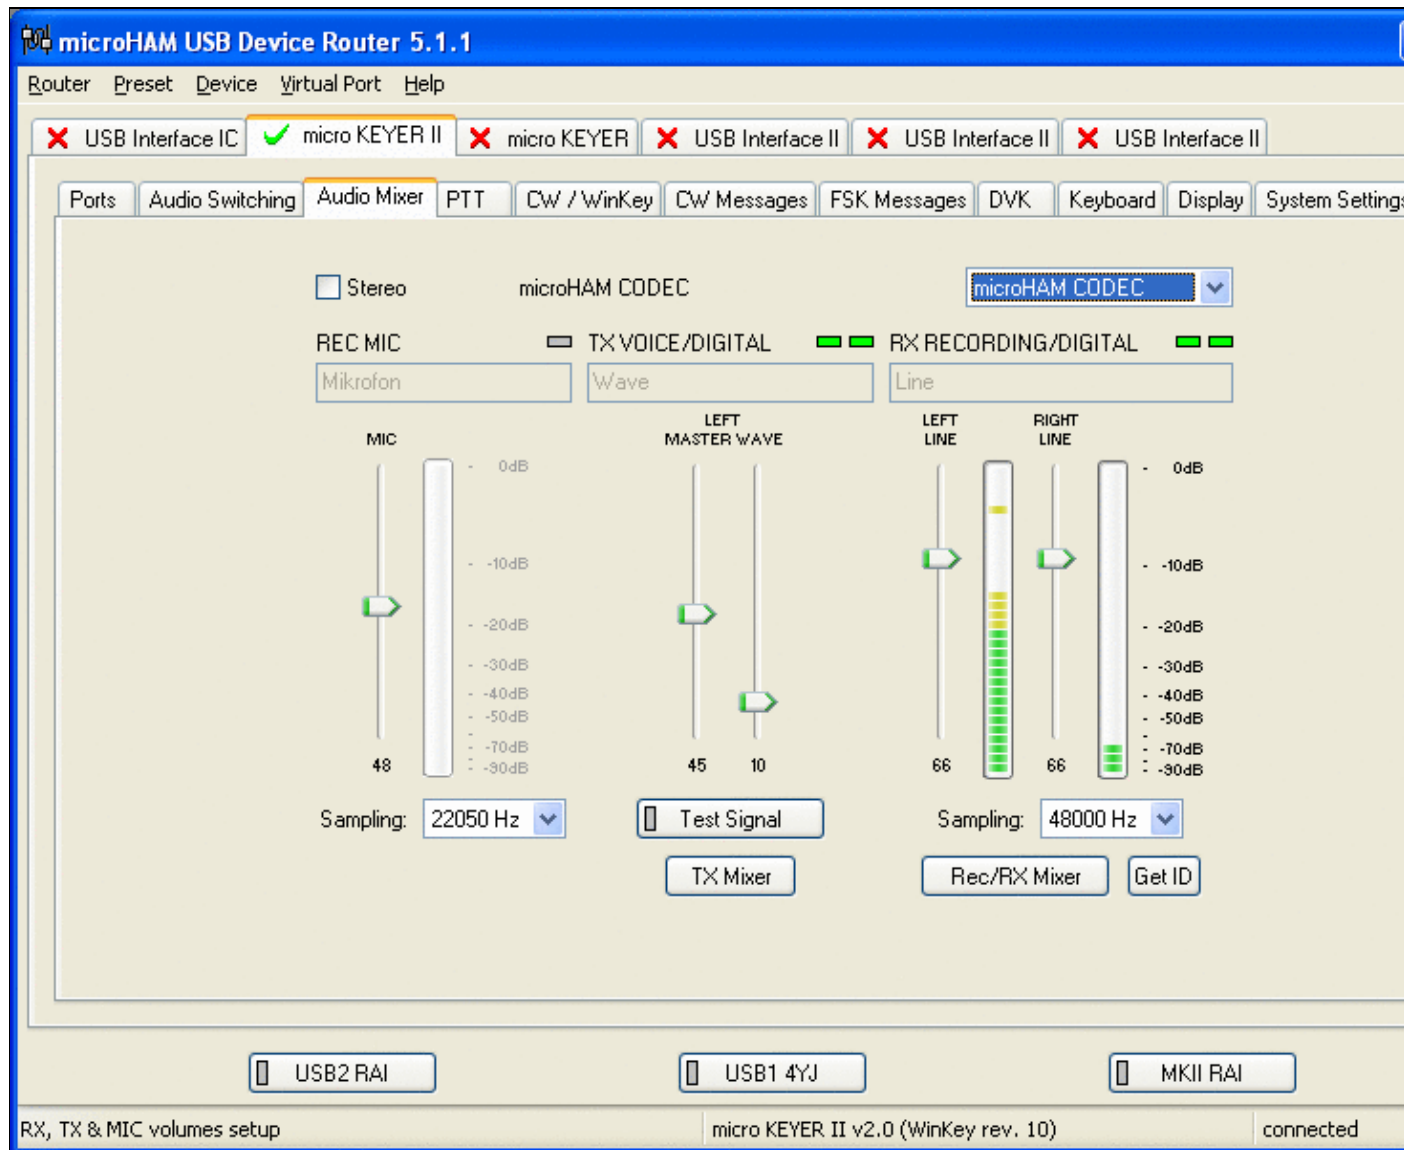 microHAM USB Device Router 5.1.1
Router Preset Device Virtual Port Help
USB Interface IC micro KEYER II micro KEYER USB Interface II USB Interface II USB Interface II
Ports Audio Switching Audio Mixer PTT CW / WinKey CW Messages FSK Messages DVK Keyboard Display System Settings
Stereo microHAM CODEC microHAM CODEC
REC MIC TX VOICE/DIGITAL RX RECORDING/DIGITAL
Mikrofon Wave Line
LEFT LEFT RIGHT
MIC MASTER WAVE LINE LINE
- 0dB - 0dB
- -10dB - -10dB
- -20dB - -20dB
- -30dB - -30dB
- -40dB - -40dB
- -50dB - -50dB
- -70dB - -70dB
48 - -90dB 45 10 66 66 - -90dB
Sampling: 22050 Hz Test Signal Sampling: 48000 Hz
TX Mixer Rec/RX Mixer Get ID
USB2 RAI USB1 4YJ MKII RAI
RX, TX & MIC volumes setup micro KEYER II v2.0 (WinKey rev. 10) connected